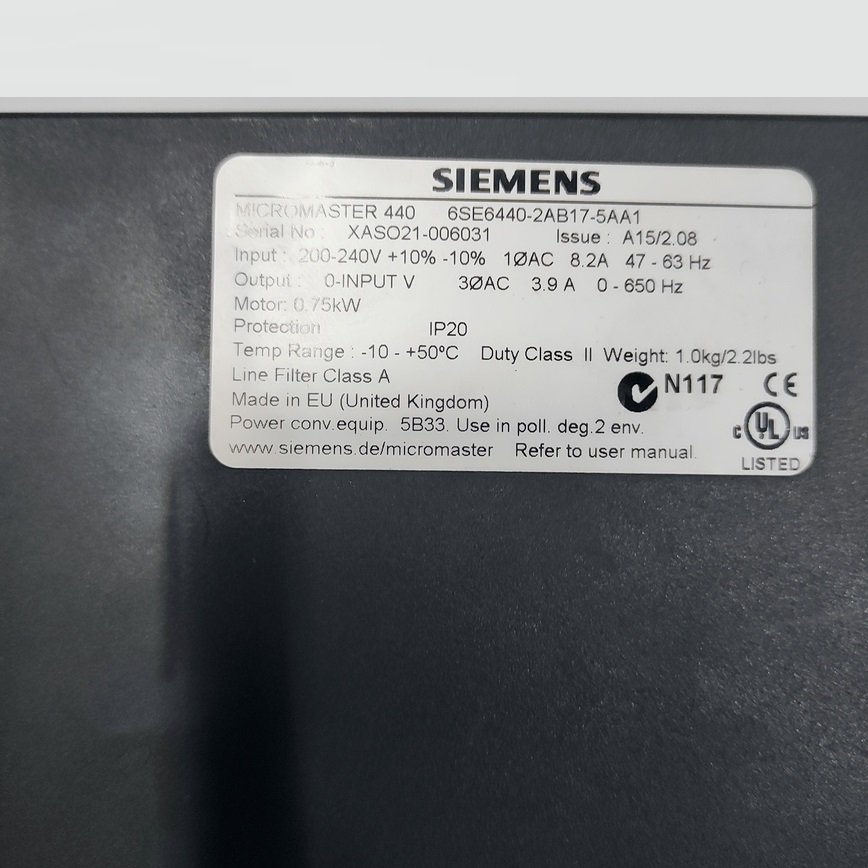 SIEMENS
MICROMASTER 440 6SE6440-2AB17-5AA1
Serial No : XASO21-006031 Issue : A15/2.08
Input : 200-240V +10% -10% 1ØAC 8.2A 47 - 63 Hz
Output : 0-INPUT V 3ØAC 3.9 A 0 - 650 Hz
Motor: 0.75kW
Protection IP20
Temp Range : -10 - +50ºC Duty Class II Weight: 1.0kg/2.2lbs
Line Filter Class A
N117 CE
Made in EU (United Kingdom)
Power conv.equip. 5B33. Use in poll. deg.2 env.
C UL US
www.siemens.de/micromaster Refer to user manual.
LISTED